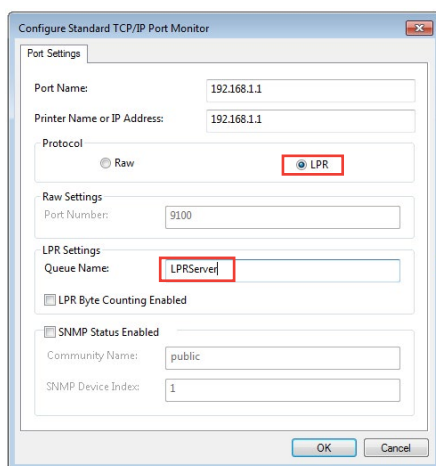 Configure Standard TCP/IP Port Monitor
Port Settings
Port Name: 192.168.1.1
Printer Name or IP Address: 192.168.1.1
Protocol
Raw LPR
Raw Settings
Port Number: 9100
LPR Settings
Queue Name: LPRServer
LPR Byte Counting Enabled
SNMP Status Enabled
Community Name: public
SNMP Device Index: 1
OK Cancel